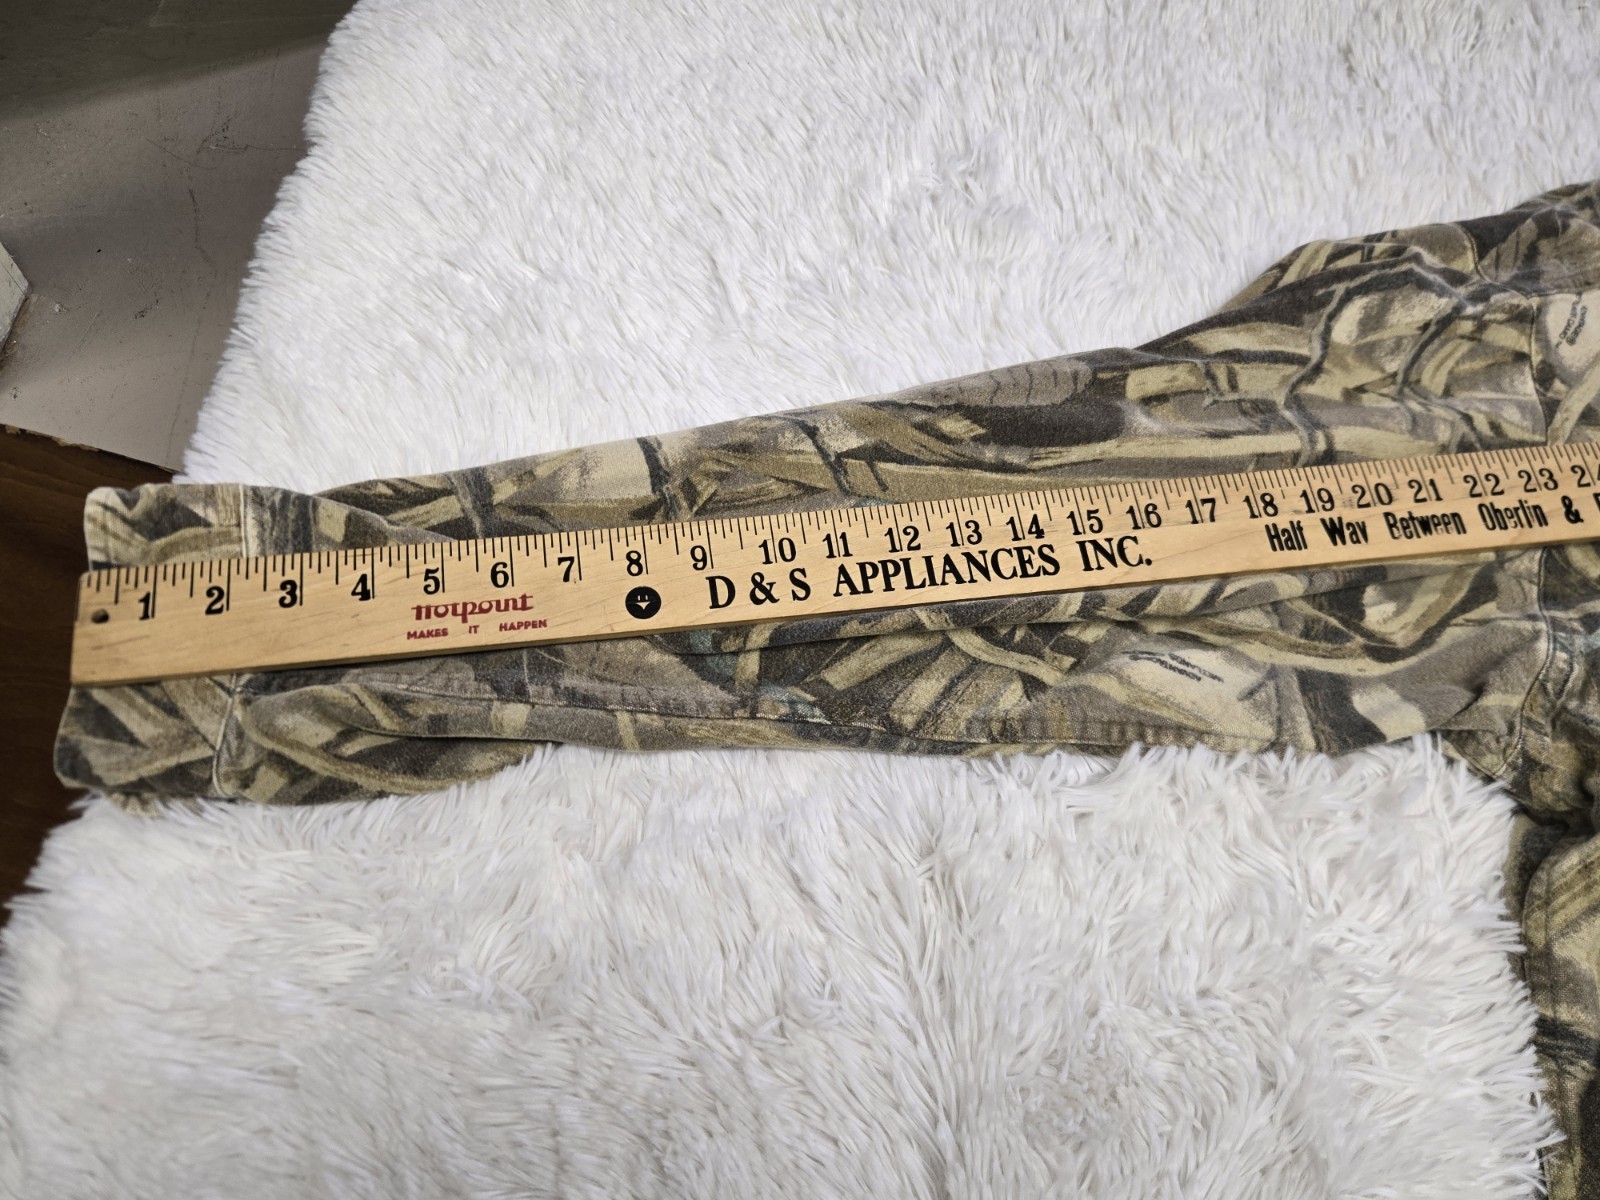 1 2 3 4 5 6 7 8 9 10 11 12 13 14 15 16 17 18 19 20 21 22 23 24
hotpoint
MAKES IT HAPPEN
D & S APPLIANCES INC.
Half Way Between Oberlin &